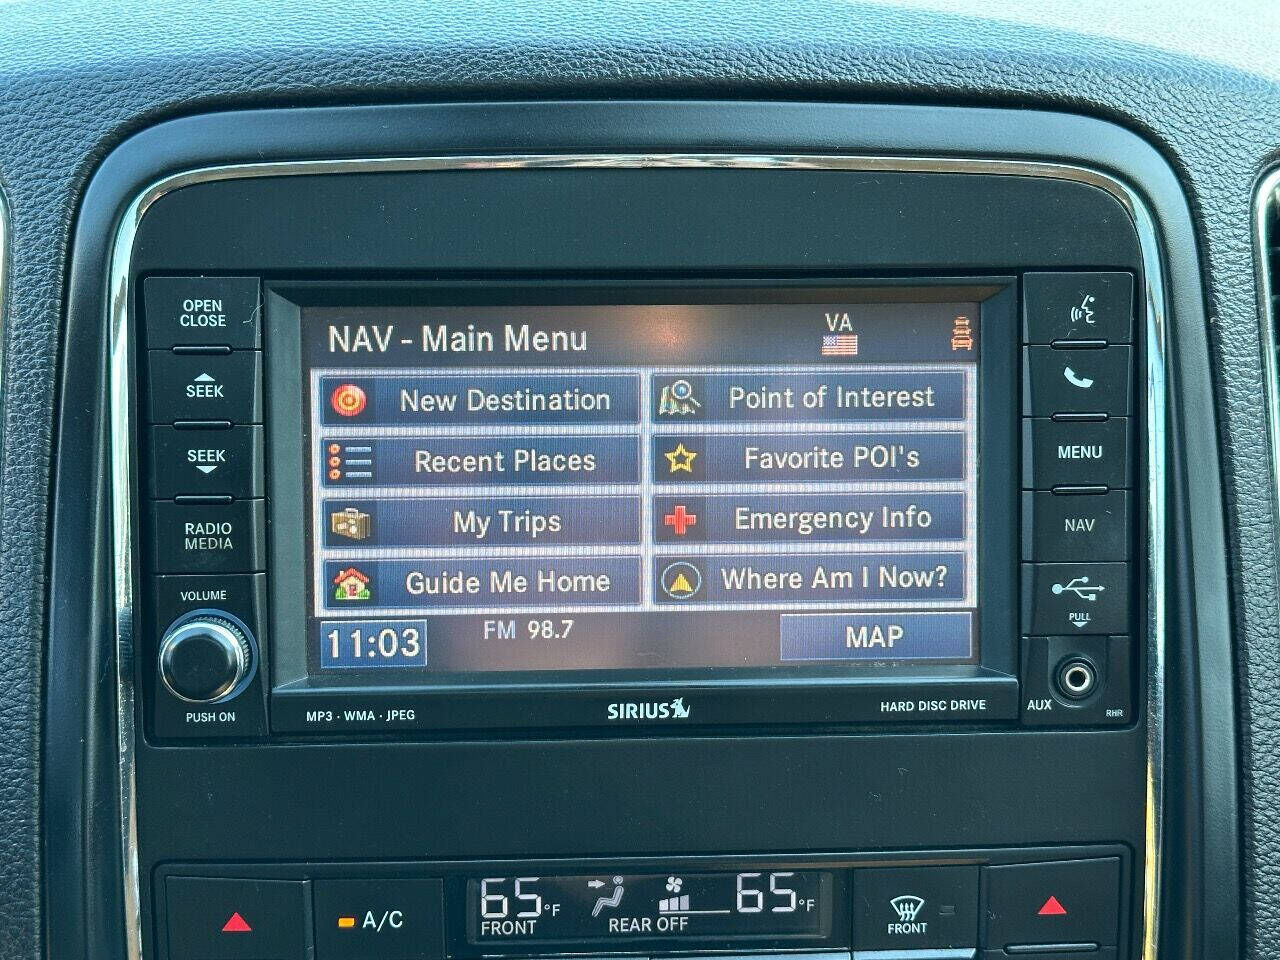 OPEN
CLOSE
SEEK
SEEK
RADIO
MEDIA
VOLUME
PUSH ON
NAV - Main Menu
VA
New Destination
Point of Interest
Recent Places
Favorite POI's
My Trips
Emergency Info
Guide Me Home
Where Am I Now?
11:03
FM 98.7
MAP
MP3 · WMA · JPEG
SIRIUS
HARD DISC DRIVE
MENU
NAV
PULL
AUX
RHR
A/C
65°F
FRONT
REAR OFF
65°F
FRONT